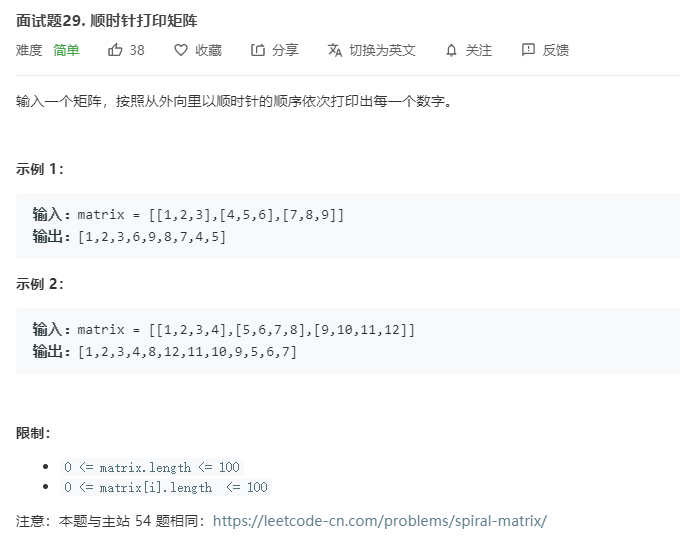 面试题29. 顺时针打印矩阵
难度 简单 38 收藏 分享 切换为英文 关注 反馈
输入一个矩阵，按照从外向里以顺时针的顺序依次打印出每一个数字。
示例 1：
输入：matrix = [[1,2,3],[4,5,6],[7,8,9]]
输出：[1,2,3,6,9,8,7,4,5]
示例 2：
输入：matrix = [[1,2,3,4],[5,6,7,8],[9,10,11,12]]
输出：[1,2,3,4,8,12,11,10,9,5,6,7]
限制：
0 <= matrix.length <= 100
0 <= matrix[i].length <= 100
注意：本题与主站 54 题相同：https://leetcode-cn.com/problems/spiral-matrix/